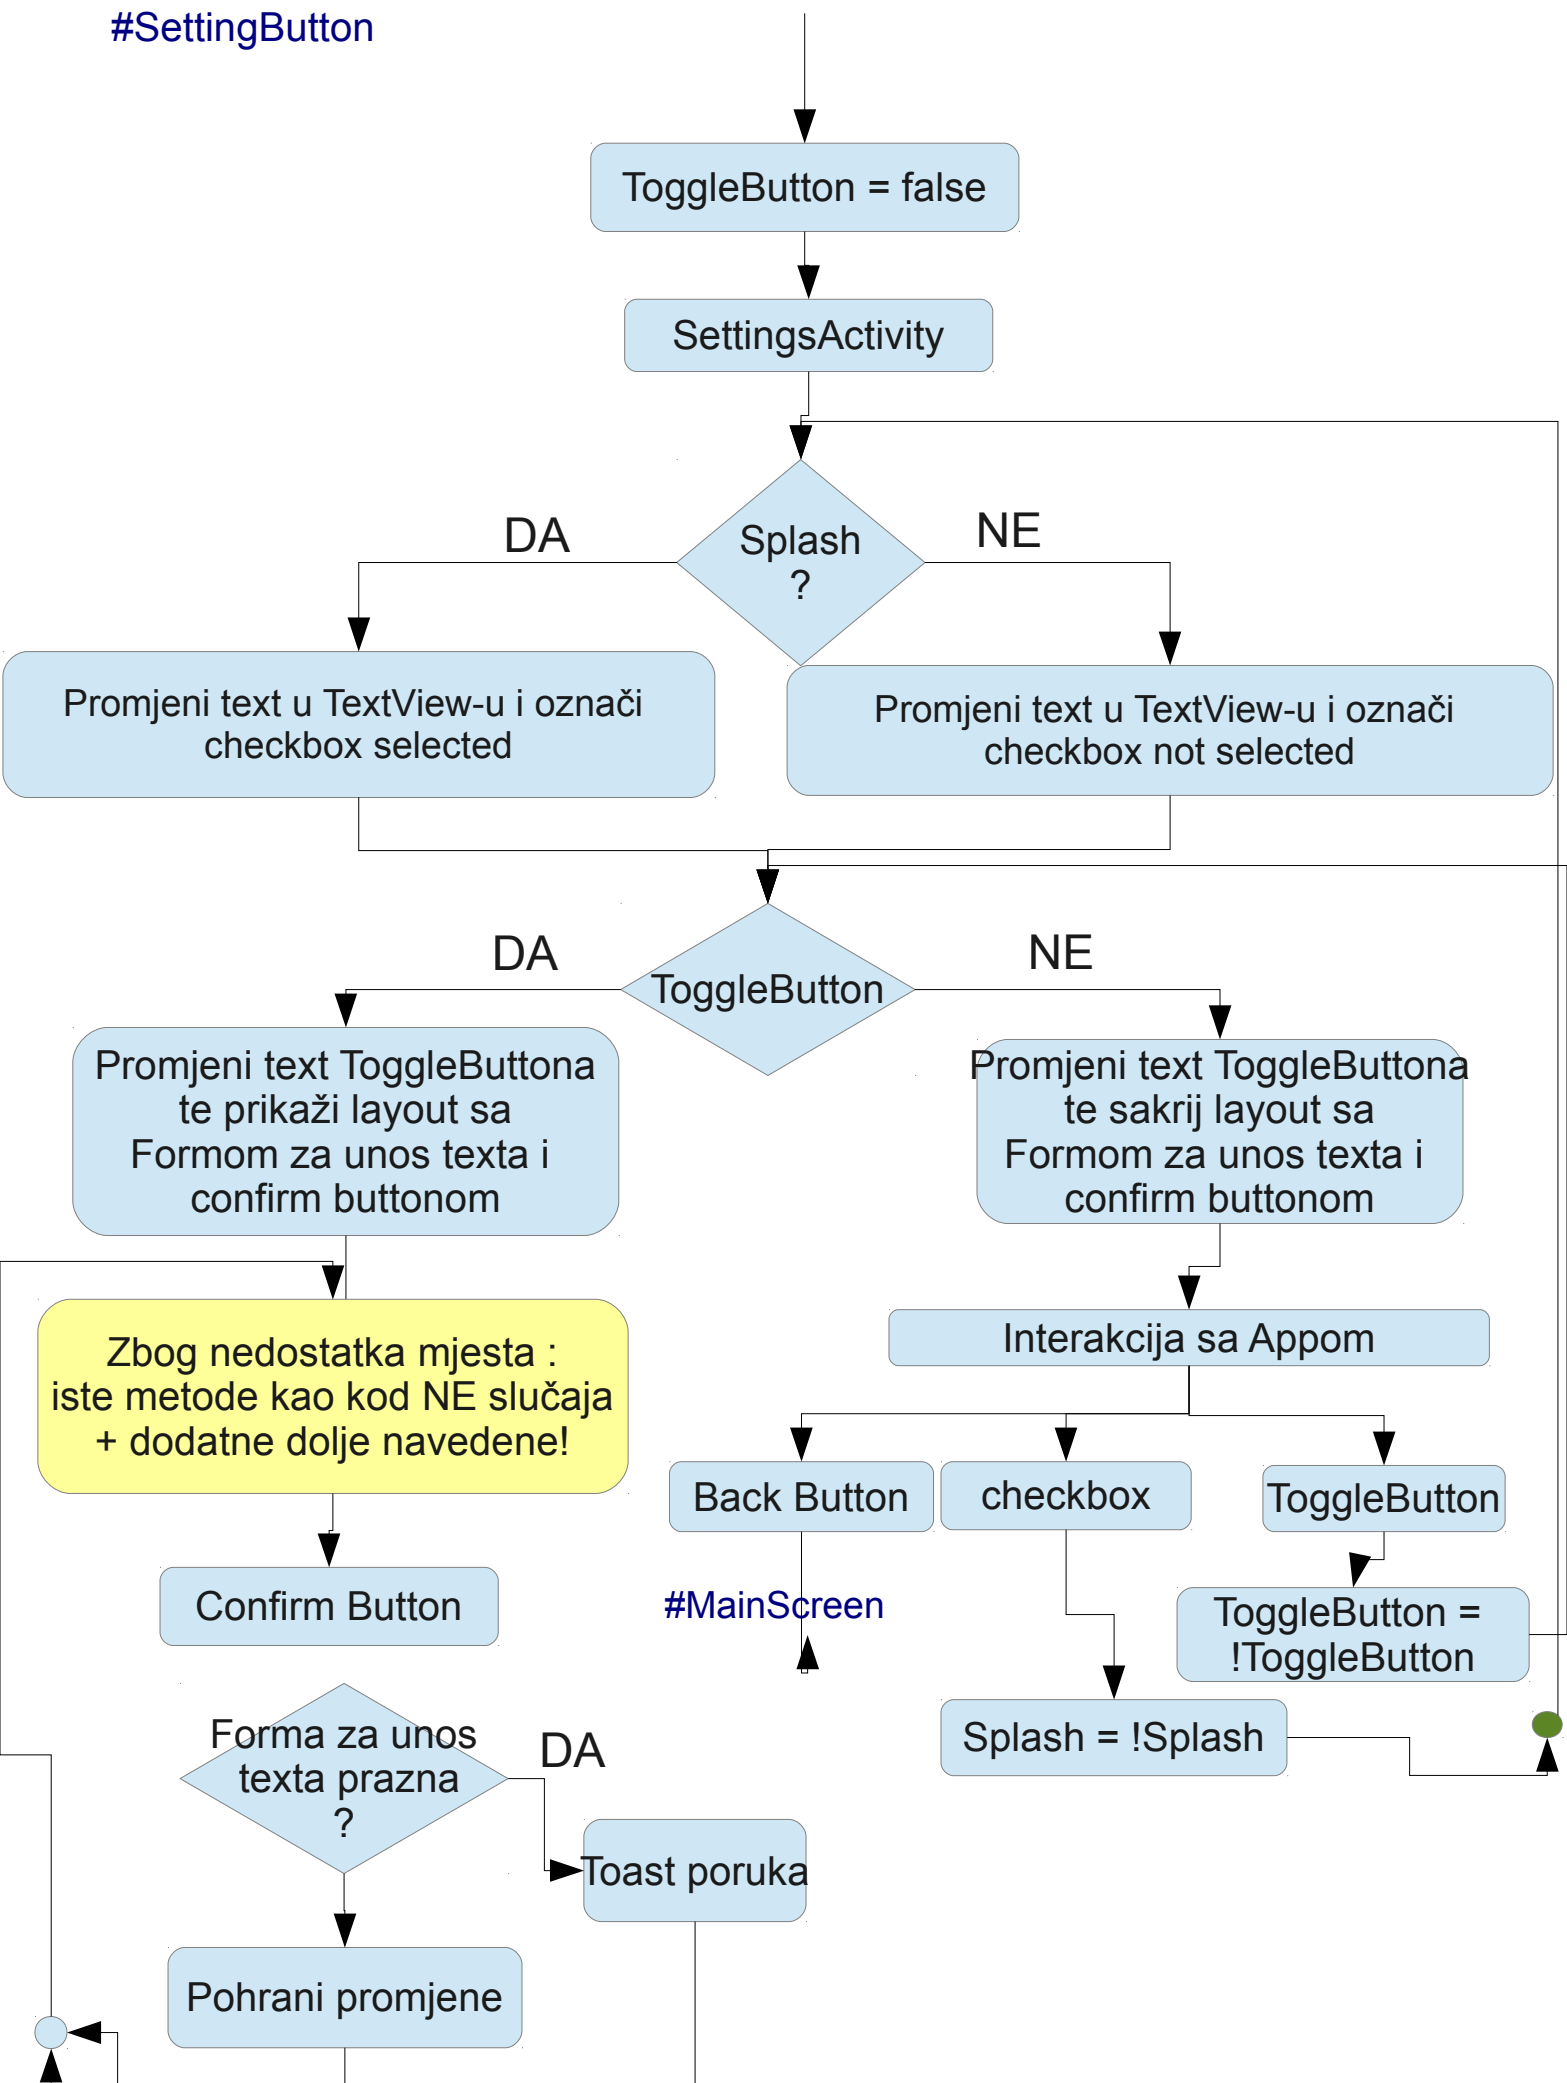 #SettingButton
ToggleButton = false
SettingsActivity
Splash
?
DA
NE
Promjeni text u TextView-u i označi
checkbox selected
Promjeni text u TextView-u i označi
checkbox not selected
ToggleButton
DA
NE
Promjeni text ToggleButtona
te prikaži layout sa
Formom za unos texta i
confirm buttonom
Promjeni text ToggleButtona
te sakrij layout sa
Formom za unos texta i
confirm buttonom
Zbog nedostatka mjesta :
iste metode kao kod NE slučaja
+ dodatne dolje navedene!
Interakcija sa Appom
Back Button
checkbox
ToggleButton
Confirm Button
#MainScreen
ToggleButton =
!ToggleButton
Splash = !Splash
Forma za unos
texta prazna
?
DA
Toast poruka
Pohrani promjene